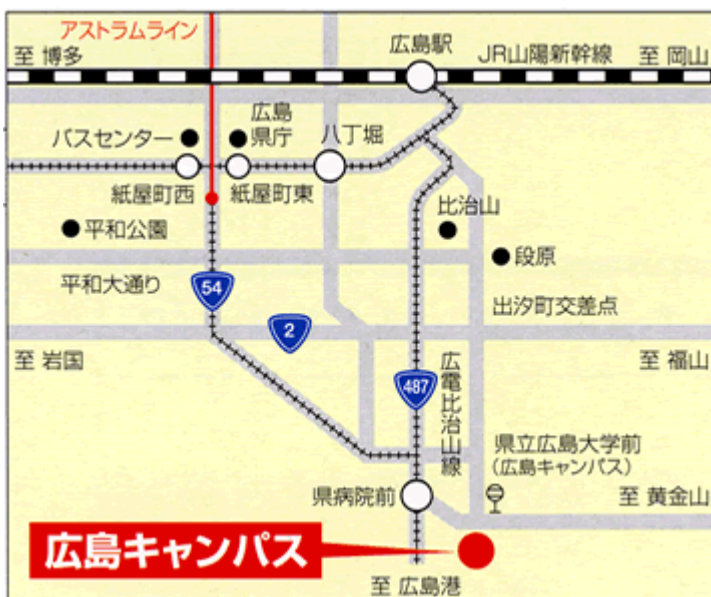 アストラムライン
至 博多
広島駅
JR山陽新幹線
至 岡山
バスセンター
広島
県庁
八丁堀
紙屋町西
紙屋町東
比治山
平和公園
段原
平和大通り
54
出汐町交差点
2
至 岩国
広電比治山線
至 福山
487
県立広島大学前
(広島キャンパス)
県病院前
至 黄金山
広島キャンパス
至 広島港